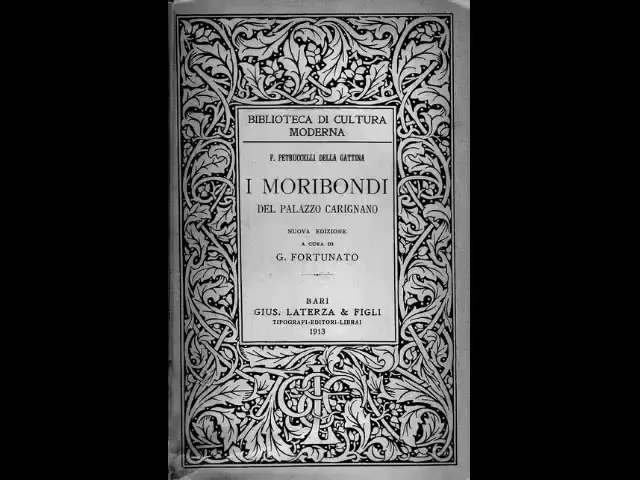 BIBLIOTECA DI CULTURA
MODERNA
F. PETRUCCELLI DELLA GATTINA
I MORIBONDI
DEL PALAZZO CARIGNANO
NUOVA EDIZIONE
A CURA DI
G. FORTUNATO
BARI
GIUS. LATERZA & FIGLI
TIPOGRAFI-EDITORI-LIBRAI
1913